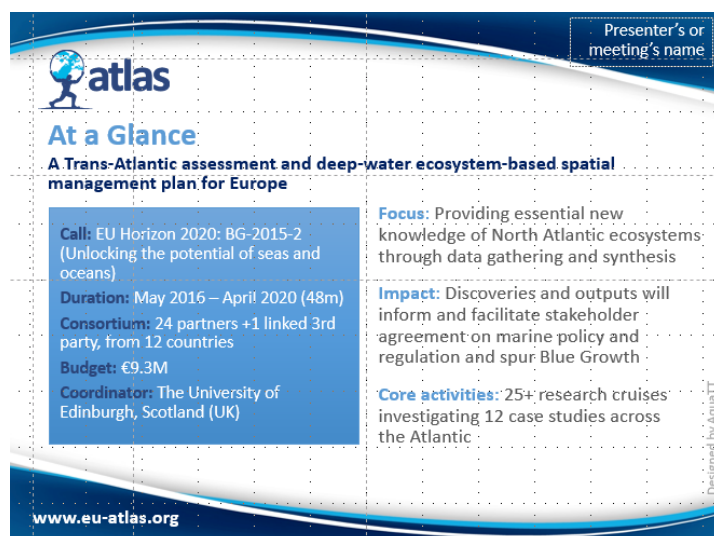 Presenter's or
meeting's name
atlas
At a Glance
A Trans-Atlantic assessment and deep-water ecosystem-based spatial
management plan for Europe
Call: EU Horizon 2020: BG-2015-2
(Unlocking the potential of seas and
oceans)
Duration: May 2016 – April 2020 (48m)
Consortium: 24 partners +1 linked 3rd
party, from 12 countries
Budget: €9.3M
Coordinator: The University of
Edinburgh, Scotland (UK)
Focus: Providing essential new
knowledge of North Atlantic ecosystems
through data gathering and synthesis
Impact: Discoveries and outputs will
inform and facilitate stakeholder
agreement on marine policy and
regulation and spur Blue Growth
Core activities: 25+ research cruises
investigating 12 case studies across
the Atlantic
Designed by AquaTT
www.eu-atlas.org